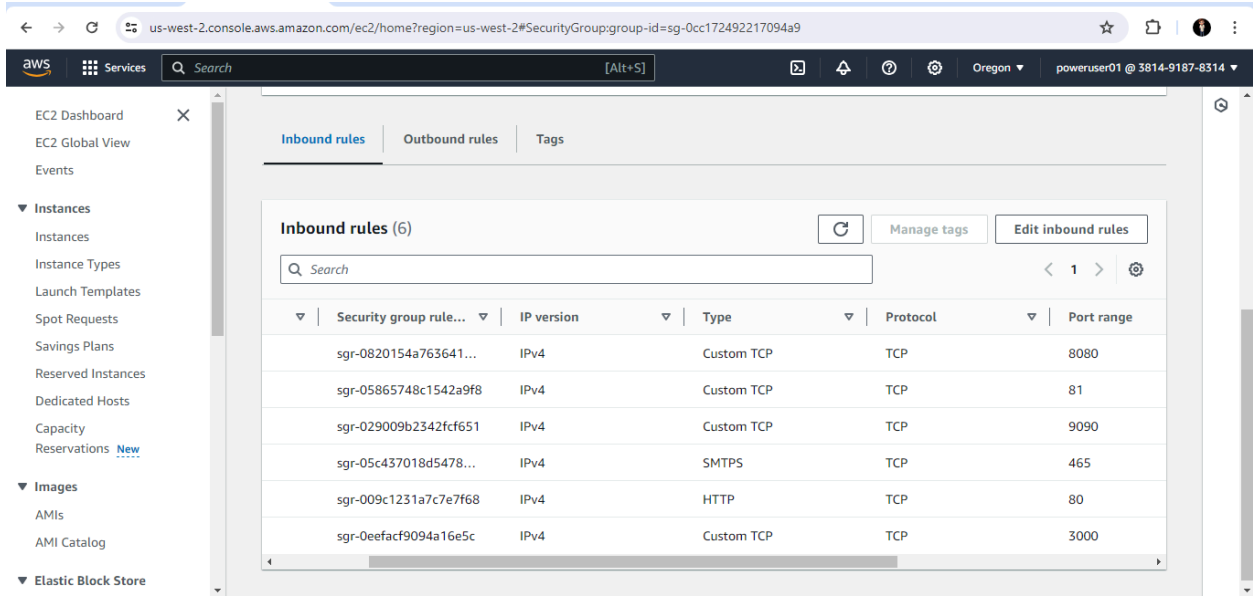 us-west-2.console.aws.amazon.com/ec2/home?region=us-west-2#SecurityGroup:group-id=sg-0cc172492217094a9
aws Services Search [Alt+S] Oregon poweruser01 @ 3814-9187-8314
EC2 Dashboard
EC2 Global View
Events
Instances
Instances
Instance Types
Launch Templates
Spot Requests
Savings Plans
Reserved Instances
Dedicated Hosts
Capacity
Reservations New
Images
AMIs
AMI Catalog
Elastic Block Store
Inbound rules Outbound rules Tags
Inbound rules (6) Manage tags Edit inbound rules
Search 1
Security group rule... IP version Type Protocol Port range
sgr-0820154a763641... IPv4 Custom TCP TCP 8080
sgr-05865748c1542a9f8 IPv4 Custom TCP TCP 81
sgr-029009b2342fcf651 IPv4 Custom TCP TCP 9090
sgr-05c437018d5478... IPv4 SMTPS TCP 465
sgr-009c1231a7c7e7f68 IPv4 HTTP TCP 80
sgr-0eefacf9094a16e5c IPv4 Custom TCP TCP 3000